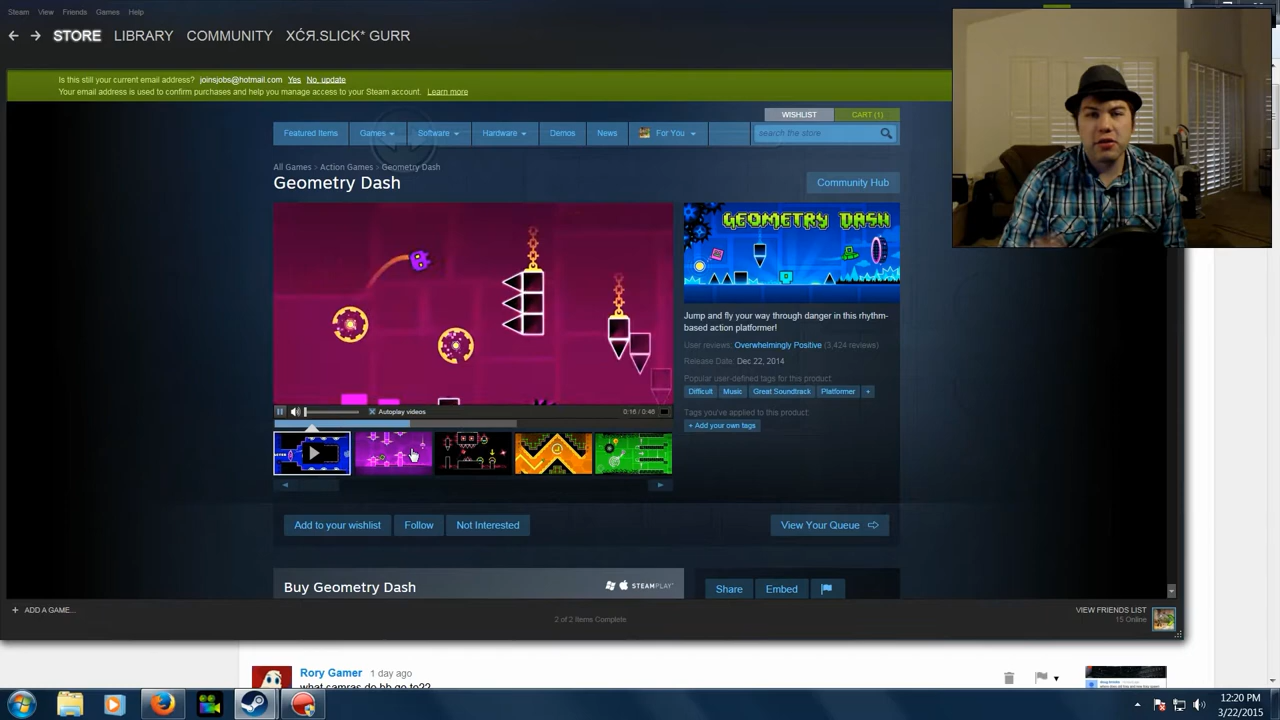 Steam View Friends Games Help
STORE LIBRARY COMMUNITY XĆЯ.SLICK* GURR
Is this still your current email address? joinsjobs@hotmail.com Yes No, update
Your email address is used to confirm purchases and help you manage access to your Steam account. Learn more
WISHLIST CART (1)
Featured Items Games Software Hardware Demos News For You search the store
All Games > Action Games > Geometry Dash
Geometry Dash
Community Hub
GEOMETRY DASH
Jump and fly your way through danger in this rhythm-
based action platformer!
User reviews: Overwhelmingly Positive (3,424 reviews)
Release Date: Dec 22, 2014
Popular user-defined tags for this product:
Difficult Music Great Soundtrack Platformer +
Autoplay videos 0:16 / 0:46
Tags you've applied to this product:
+ Add your own tags
Add to your wishlist Follow Not Interested View Your Queue
Buy Geometry Dash STEAMPLAY
Share Embed
+ ADD A GAME...
2 of 2 Items Complete
VIEW FRIENDS LIST
15 Online
Rory Gamer 1 day ago
12:20 PM
3/22/2015